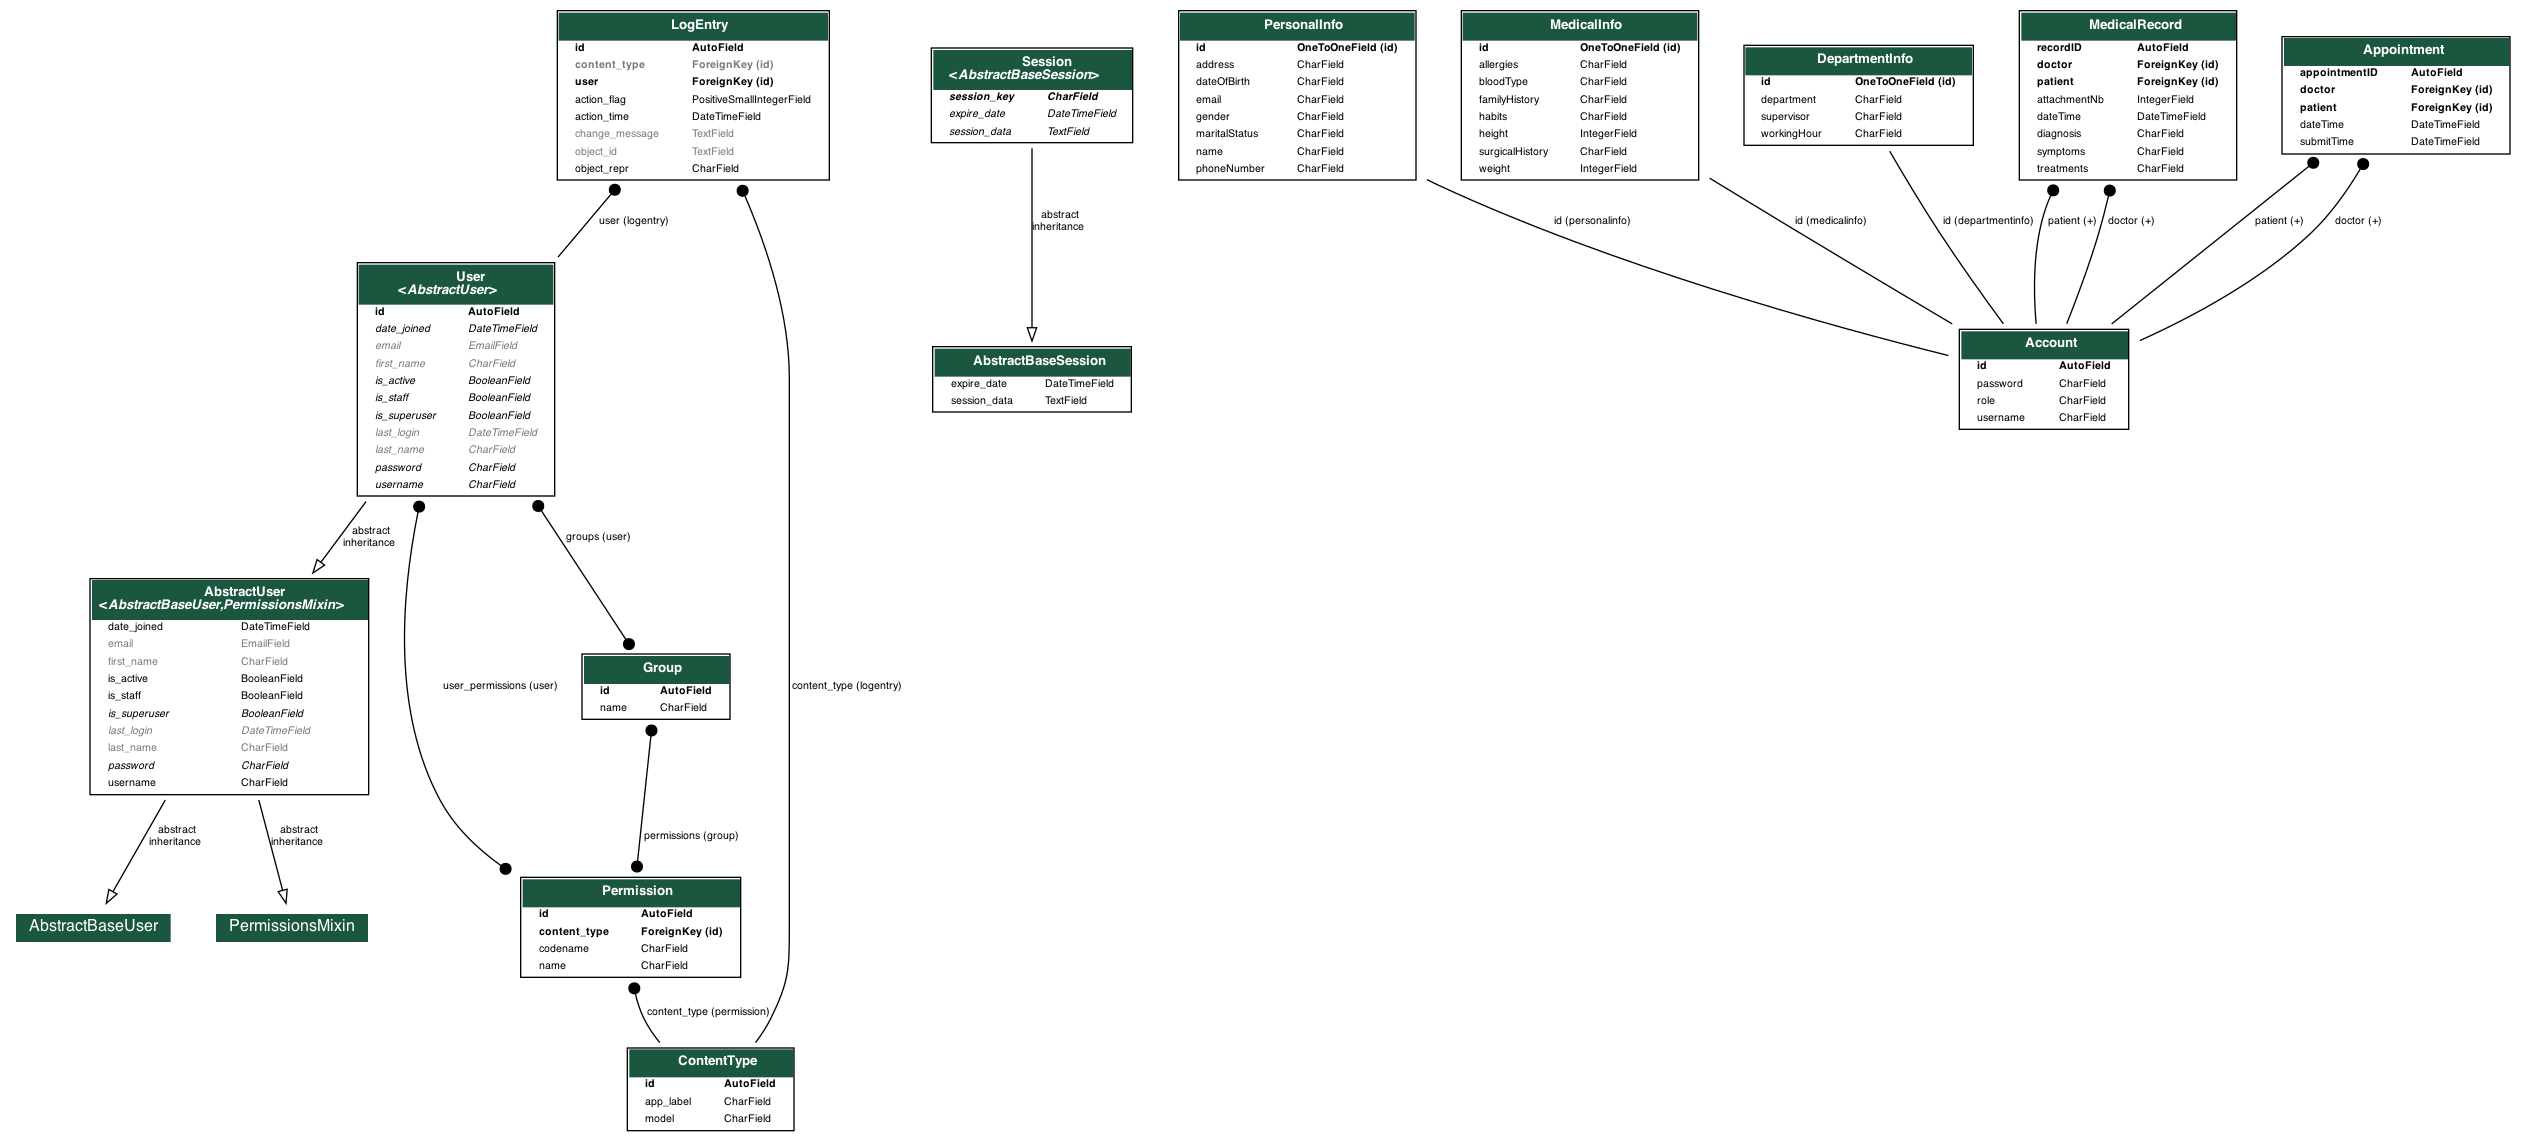 LogEntry
id AutoField
content_type ForeignKey (id)
user ForeignKey (id)
action_flag PositiveSmallIntegerField
action_time DateTimeField
change_message TextField
object_id TextField
object_repr CharField
Session
<AbstractBaseSession>
session_key CharField
expire_date DateTimeField
session_data TextField
PersonalInfo
id OneToOneField (id)
address CharField
dateOfBirth CharField
email CharField
gender CharField
maritalStatus CharField
name CharField
phoneNumber CharField
MedicalInfo
id OneToOneField (id)
allergies CharField
bloodType CharField
familyHistory CharField
habits CharField
height IntegerField
surgicalHistory CharField
weight IntegerField
DepartmentInfo
id OneToOneField (id)
department CharField
supervisor CharField
workingHour CharField
MedicalRecord
recordID AutoField
doctor ForeignKey (id)
patient ForeignKey (id)
attachmentNb IntegerField
dateTime DateTimeField
diagnosis CharField
symptoms CharField
treatments CharField
Appointment
appointmentID AutoField
doctor ForeignKey (id)
patient ForeignKey (id)
dateTime DateTimeField
submitTime DateTimeField
user (logentry)
abstract
inheritance
id (personalinfo)
id (medicalinfo)
id (departmentinfo)
patient (+)
doctor (+)
patient (+)
doctor (+)
User
<AbstractUser>
id AutoField
date_joined DateTimeField
email EmailField
first_name CharField
is_active BooleanField
is_staff BooleanField
is_superuser BooleanField
last_login DateTimeField
last_name CharField
password CharField
username CharField
AbstractBaseSession
expire_date DateTimeField
session_data TextField
Account
id AutoField
password CharField
role CharField
username CharField
abstract
inheritance
groups (user)
AbstractUser
<AbstractBaseUser,PermissionsMixin>
date_joined DateTimeField
email EmailField
first_name CharField
is_active BooleanField
is_staff BooleanField
is_superuser BooleanField
last_login DateTimeField
last_name CharField
password CharField
username CharField
user_permissions (user)
Group
id AutoField
name CharField
content_type (logentry)
abstract
inheritance
abstract
inheritance
permissions (group)
AbstractBaseUser
PermissionsMixin
Permission
id AutoField
content_type ForeignKey (id)
codename CharField
name CharField
content_type (permission)
ContentType
id AutoField
app_label CharField
model CharField